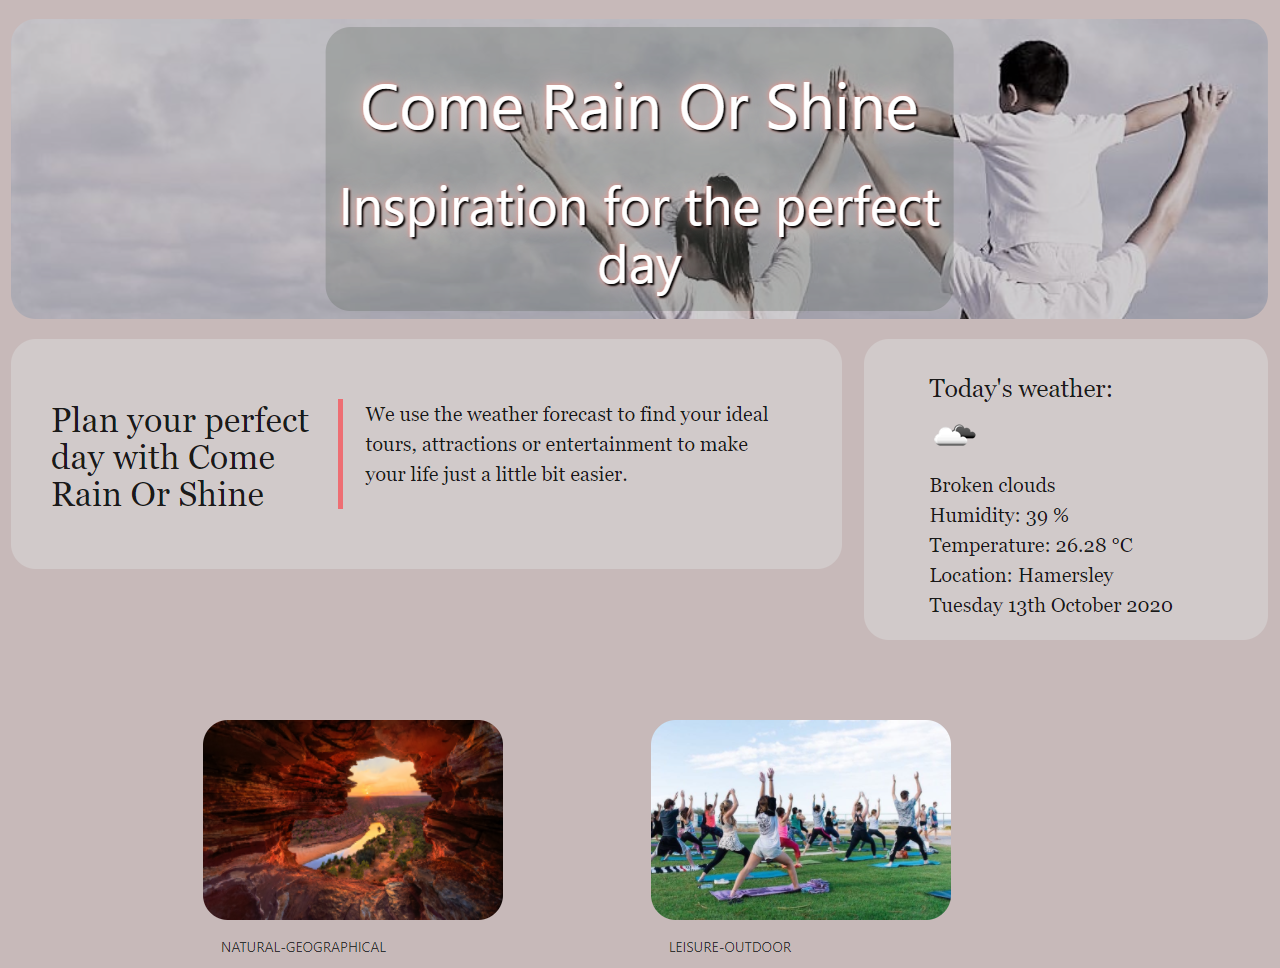 Come Rain Or Shine
Inspiration for the perfect
day
Plan your perfect
day with Come
Rain Or Shine
We use the weather forecast to find your ideal
tours, attractions or entertainment to make
your life just a little bit easier.
Today's weather:
Broken clouds
Humidity: 39 %
Temperature: 26.28 °C
Location: Hamersley
Tuesday 13th October 2020
NATURAL-GEOGRAPHICAL
LEISURE-OUTDOOR